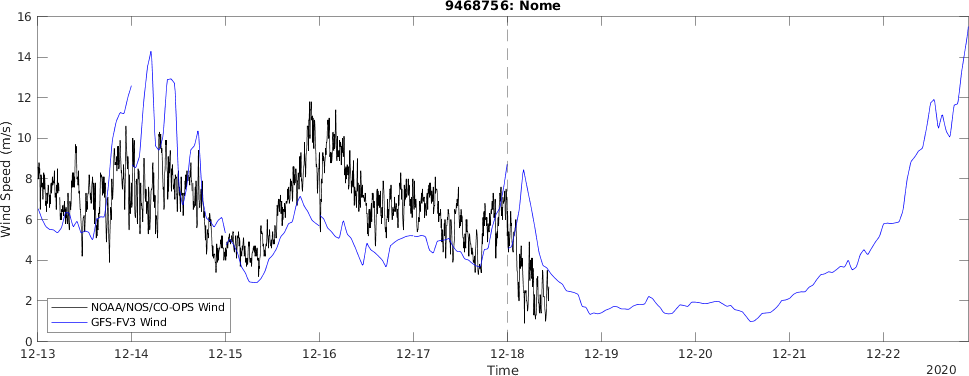 9468756: Nome
16
14
12
10
8
6
4
2
0
Wind Speed (m/s)
NOAA/NOS/CO-OPS Wind
GFS-FV3 Wind
12-13 12-14 12-15 12-16 12-17 12-18 12-19 12-20 12-21 12-22
Time
2020